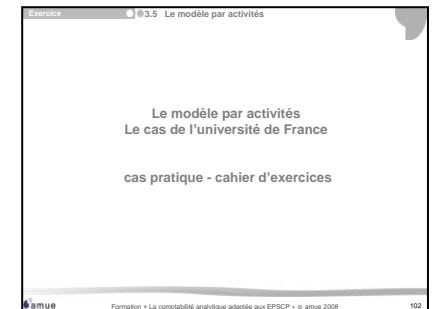 Exercice 3.5 Le modèle par activités
Le modèle par activités
Le cas de l'université de France
cas pratique - cahier d'exercices
amue Formation « La comptabilité analytique adaptée aux EPSCP » © amue 2008 102